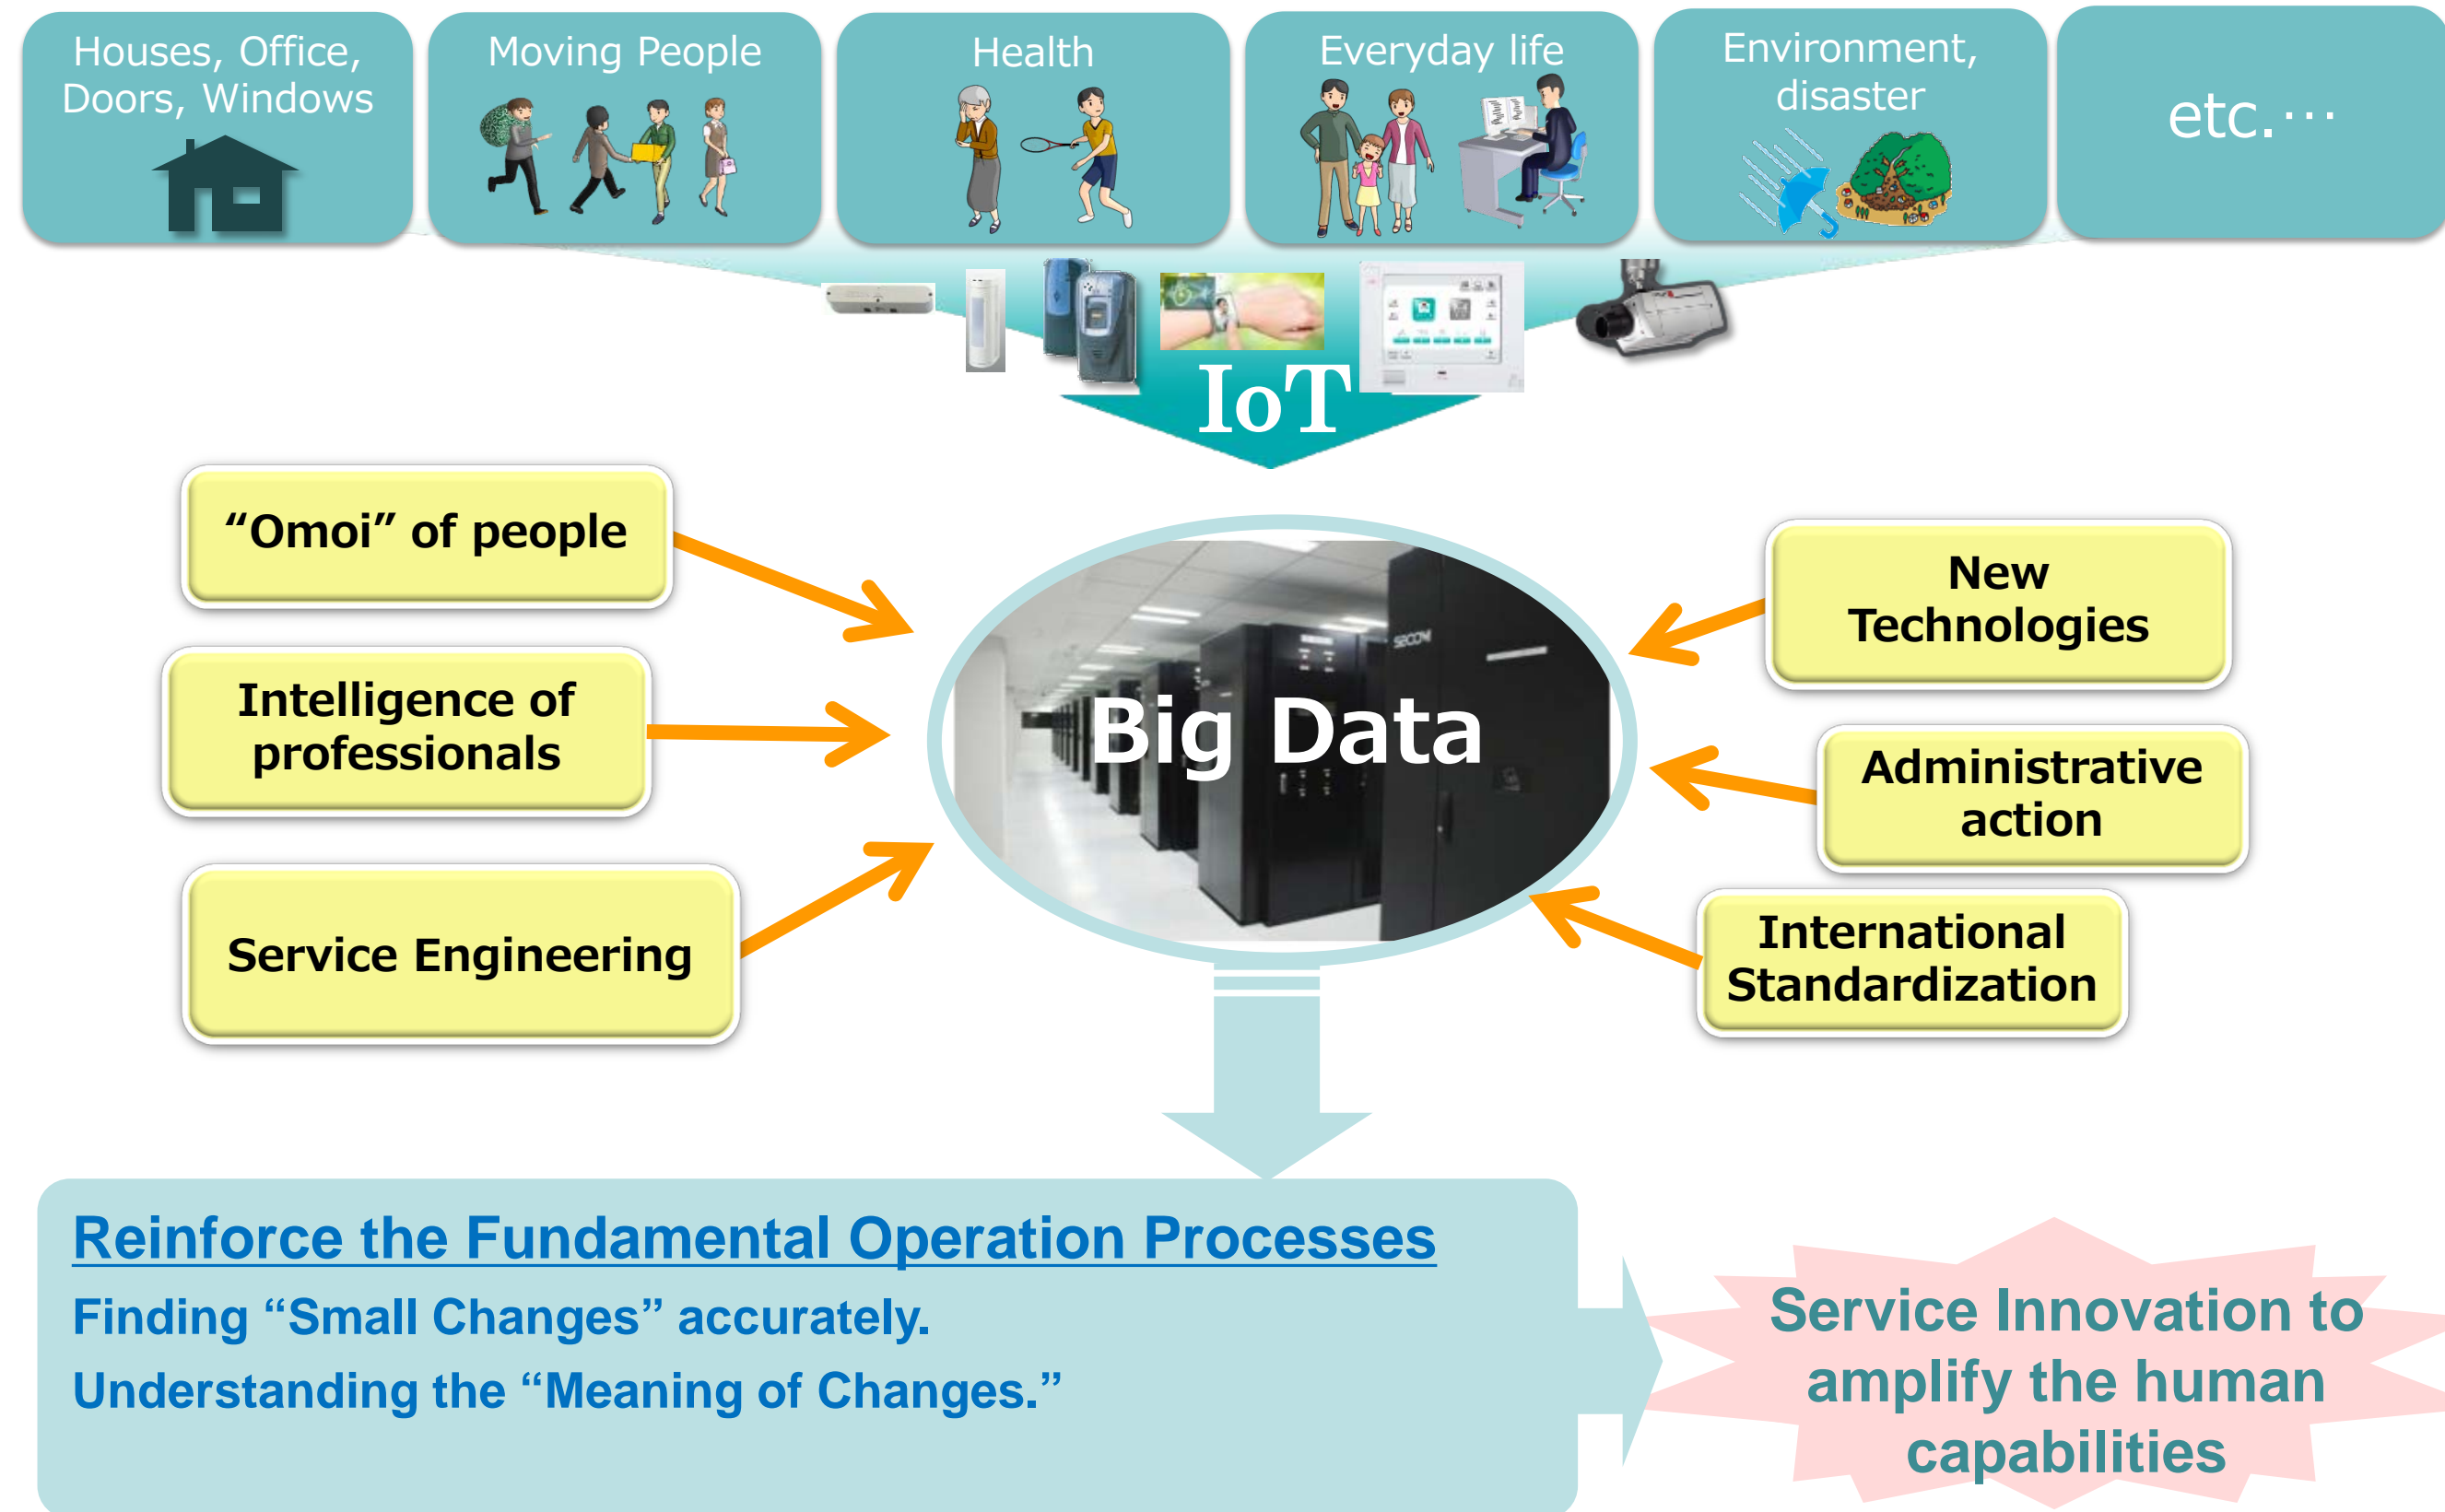 Houses, Office,
Doors, Windows
Moving People
Health
Everyday life
Environment,
disaster
etc.…
IoT
“Omoi” of people
Intelligence of
professionals
Service Engineering
SECOM
Big Data
New
Technologies
Administrative
action
International
Standardization
Reinforce the Fundamental Operation Processes
Finding “Small Changes” accurately.
Understanding the “Meaning of Changes.”
Service Innovation to
amplify the human
capabilities